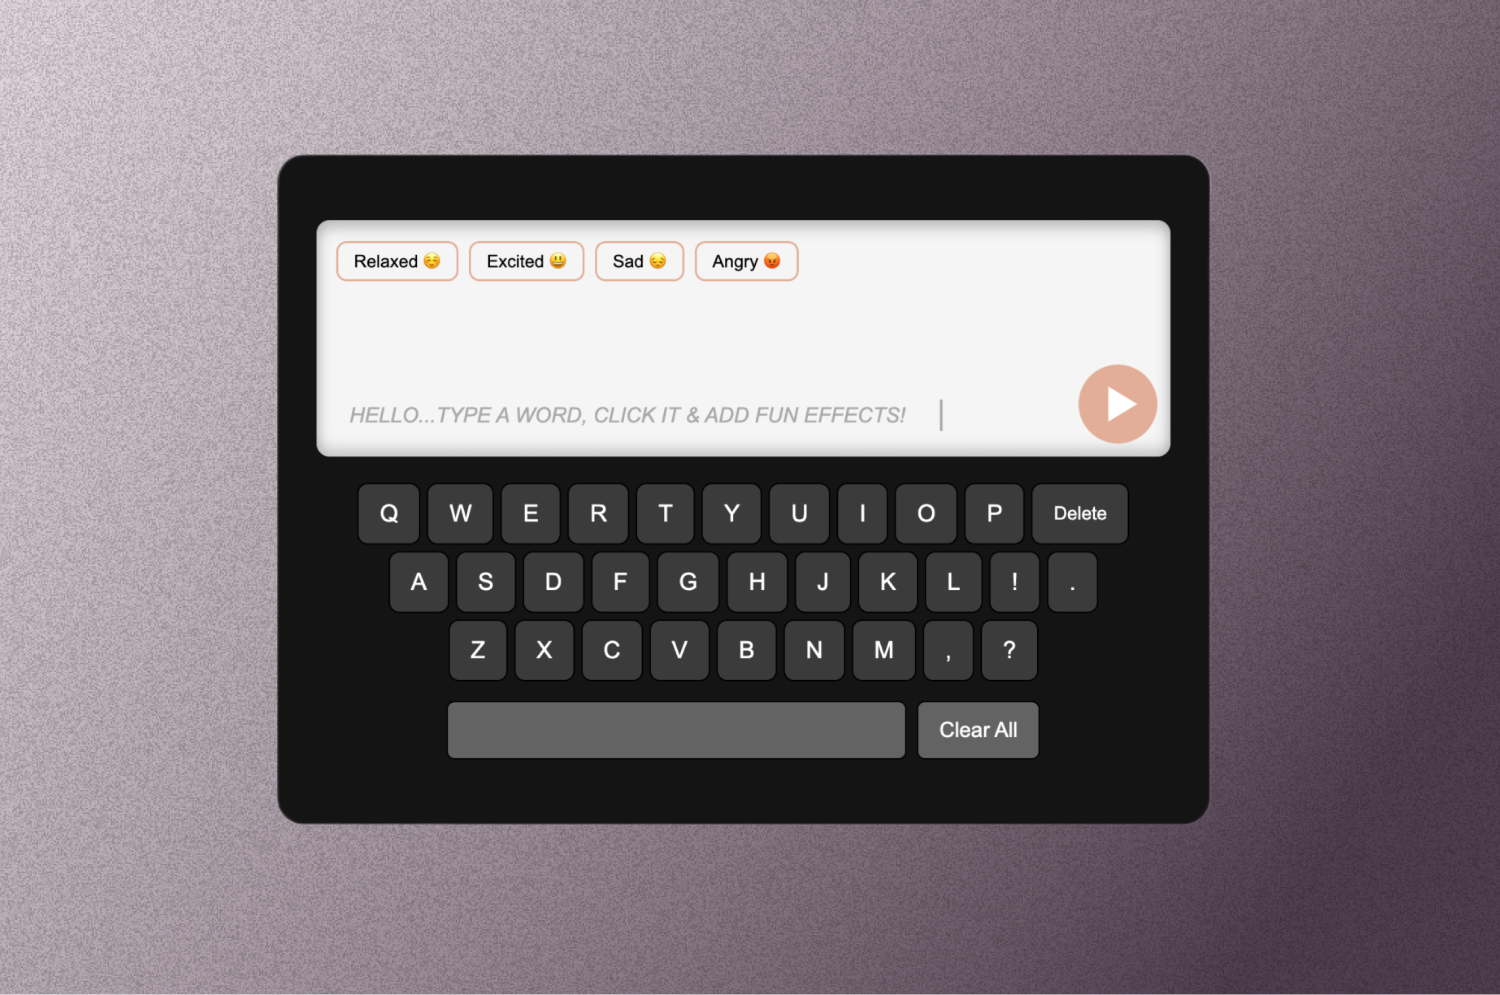 Relaxed ☺️ Excited 😃 Sad 😔 Angry 😡
HELLO...TYPE A WORD, CLICK IT & ADD FUN EFFECTS!
Q W E R T Y U I O P Delete
A S D F G H J K L ! .
Z X C V B N M , ?
Clear All